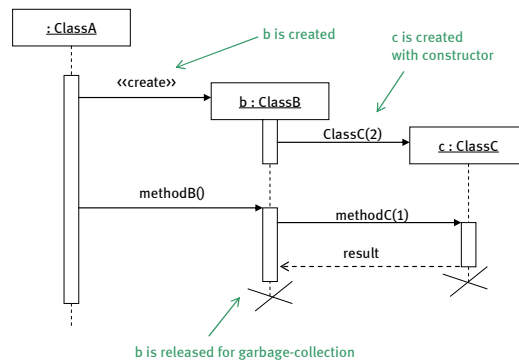 : ClassA
b is created
c is created
with constructor
«create»
b : ClassB
ClassC(2)
c : ClassC
methodB()
methodC(1)
result
b is released for garbage-collection